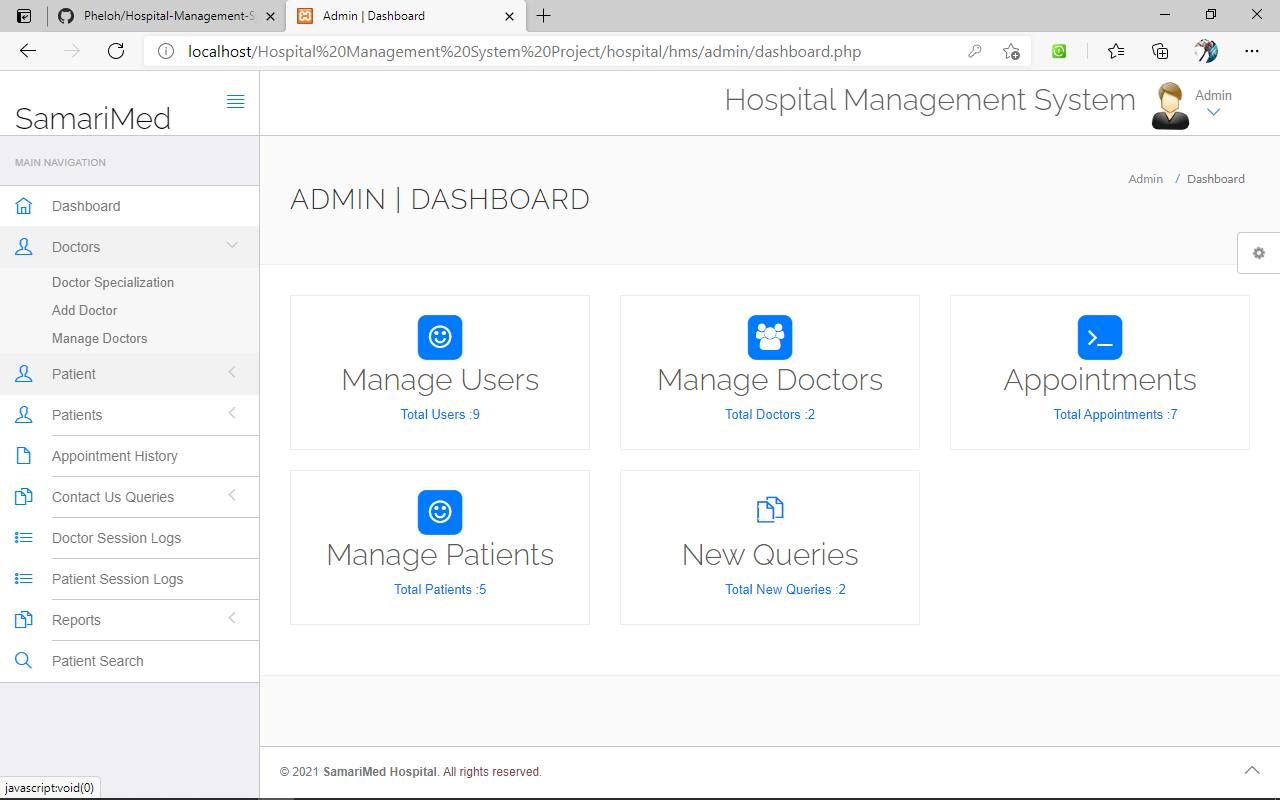 Pheloh/Hospital-Management-S
Admin | Dashboard
localhost/Hospital%20Management%20System%20Project/hospital/hms/admin/dashboard.php
SamariMed
Hospital Management System
Admin
MAIN NAVIGATION
Dashboard
Doctors
Doctor Specialization
Add Doctor
Manage Doctors
Patient
Patients
Appointment History
Contact Us Queries
Doctor Session Logs
Patient Session Logs
Reports
Patient Search
ADMIN | DASHBOARD
Admin / Dashboard
Manage Users
Total Users :9
Manage Doctors
Total Doctors :2
Appointments
Total Appointments :7
Manage Patients
Total Patients :5
New Queries
Total New Queries :2
© 2021 SamariMed Hospital. All rights reserved.
javascript:void(0)